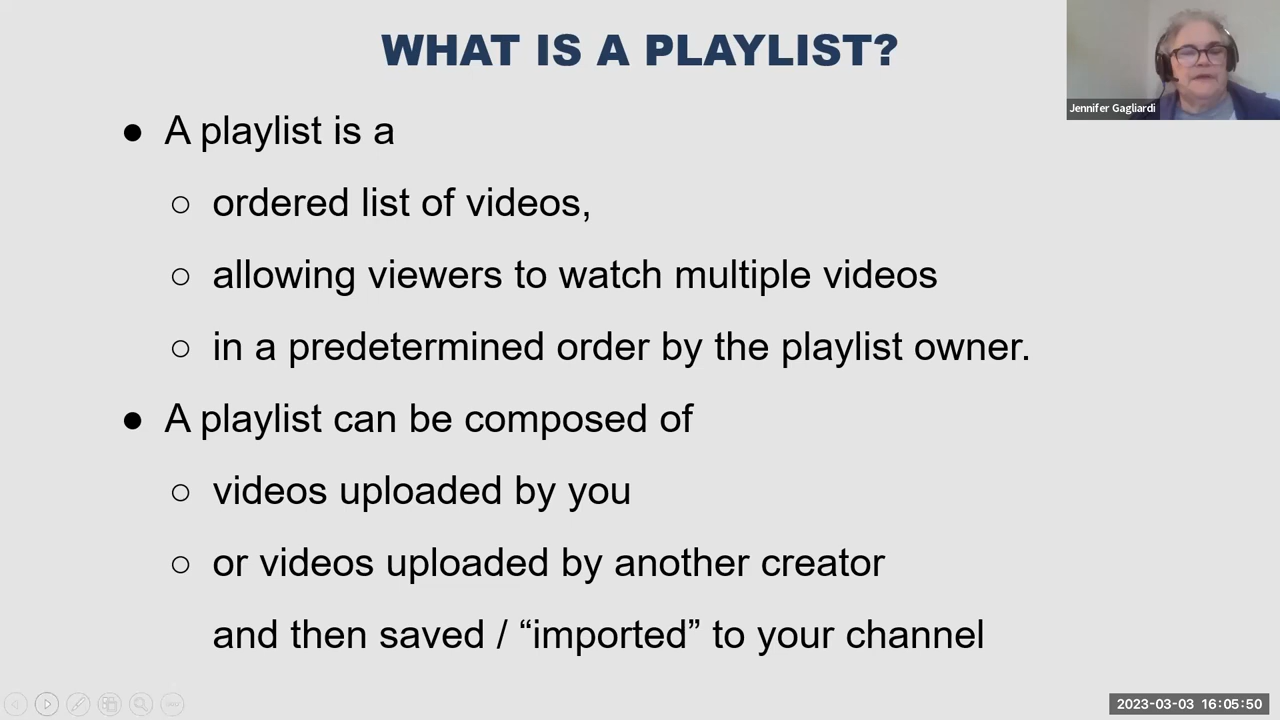 WHAT IS A PLAYLIST?
● A playlist is a
○ ordered list of videos,
○ allowing viewers to watch multiple videos
○ in a predetermined order by the playlist owner.
● A playlist can be composed of
○ videos uploaded by you
○ or videos uploaded by another creator
and then saved / “imported” to your channel
Jennifer Gagliardi
2023-03-03 16:05:50